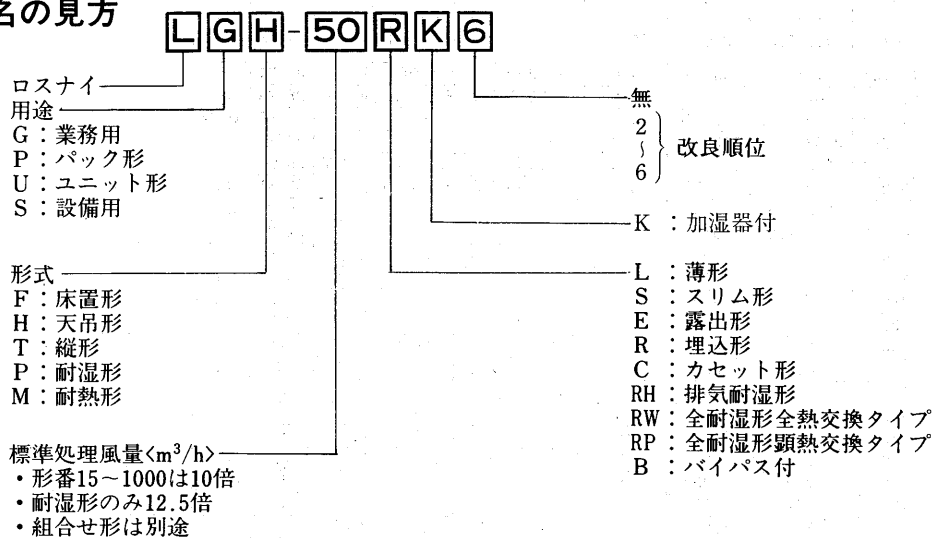 名の見方
LGH-50RK6
ロスナイ
用途
G：業務用
P：パック形
U：ユニット形
S：設備用
形式
F：床置形
H：天吊形
T：縦形
P：耐湿形
M：耐熱形
標準処理風量<m³/h>
・形番15～1000は10倍
・耐湿形のみ12.5倍
・組合せ形は別途
無
2
～
6
改良順位
K：加湿器付
L：薄形
S：スリム形
E：露出形
R：埋込形
C：カセット形
RH：排気耐湿形
RW：全耐湿形全熱交換タイプ
RP：全耐湿形顕熱交換タイプ
B：バイパス付